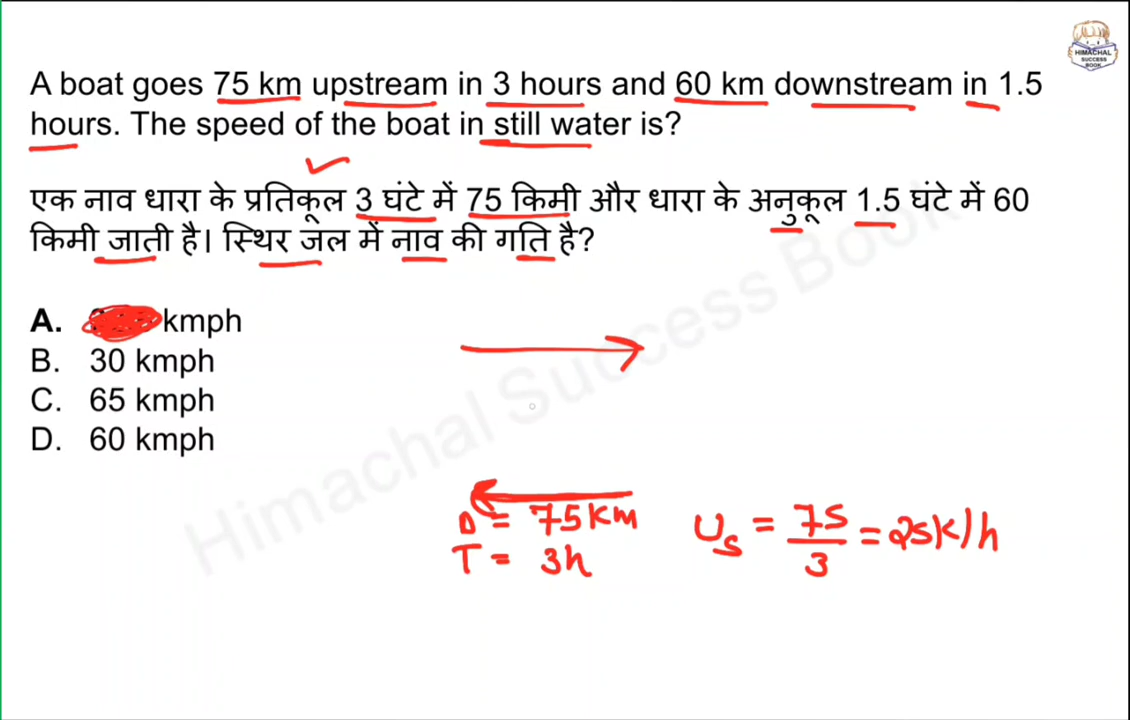 HIMACHAL
SUCCESS
BOOK
A boat goes 75 km upstream in 3 hours and 60 km downstream in 1.5
hours. The speed of the boat in still water is?
एक नाव धारा के प्रतिकूल 3 घंटे में 75 किमी और धारा के अनुकूल 1.5 घंटे में 60
किमी जाती है। स्थिर जल में नाव की गति है?
A. kmph
B. 30 kmph
C. 65 kmph
D. 60 kmph
Himachal Success Book
D = 75 Km
T = 3h
Us = 75/3 = 25k/h